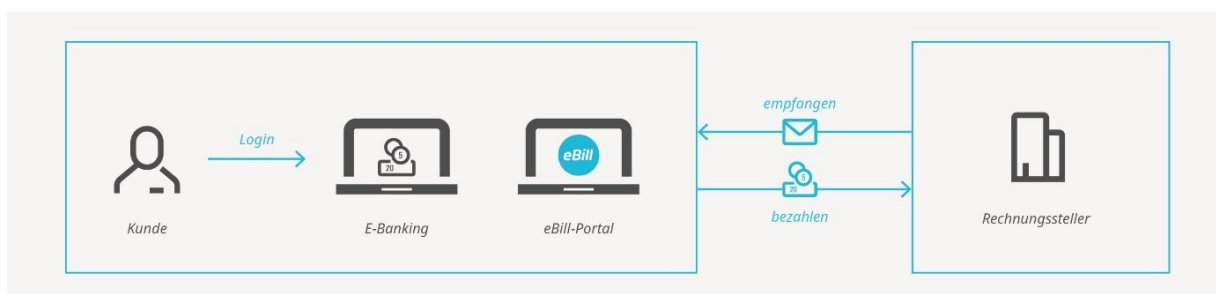 empfangen
Login
5
20
eBill
5
20
Kunde
E-Banking
eBill-Portal
bezahlen
Rechnungssteller